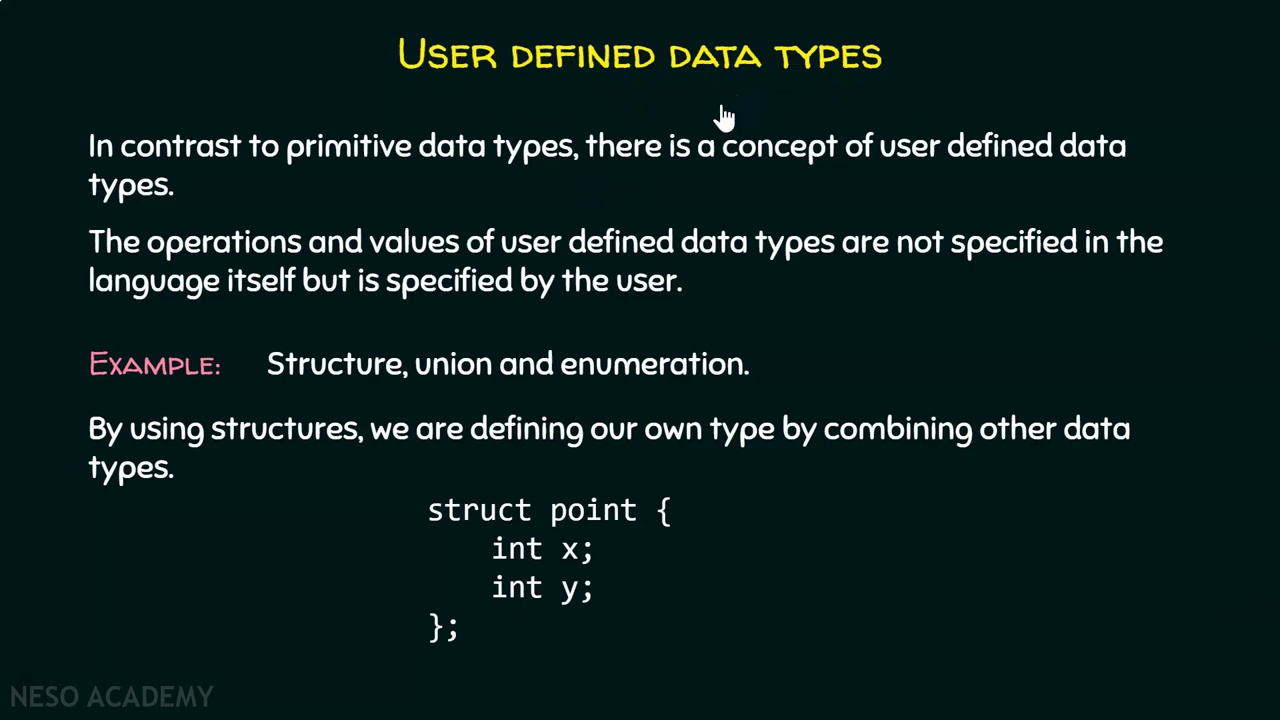 USER DEFINED DATA TYPES
In contrast to primitive data types, there is a concept of user defined data
types.
The operations and values of user defined data types are not specified in the
language itself but is specified by the user.
EXAMPLE: Structure, union and enumeration.
By using structures, we are defining our own type by combining other data
types.
struct point {
int x;
int y;
};
NESO ACADEMY